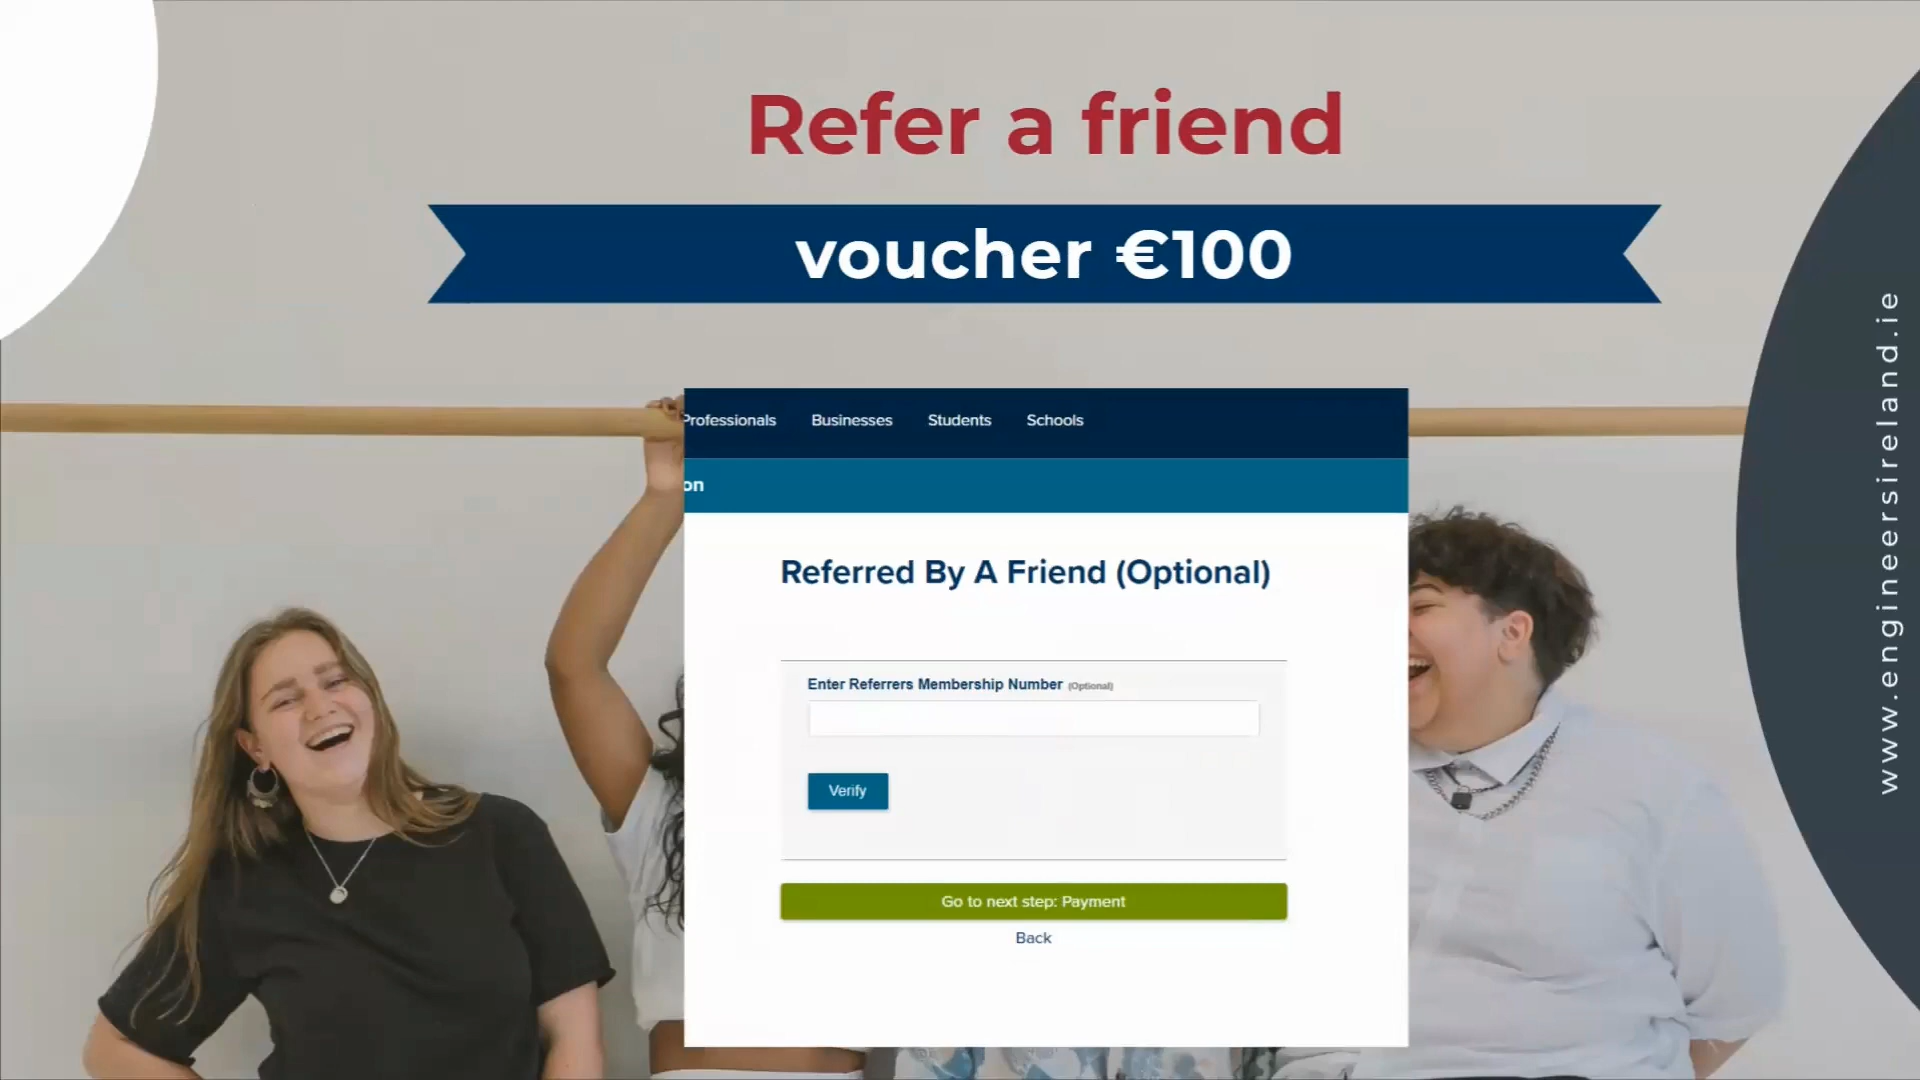 Refer a friend
voucher €100
Professionals Businesses Students Schools
on
Referred By A Friend (Optional)
Enter Referrers Membership Number (Optional)
Verify
Go to next step: Payment
Back
www.engineersireland.ie